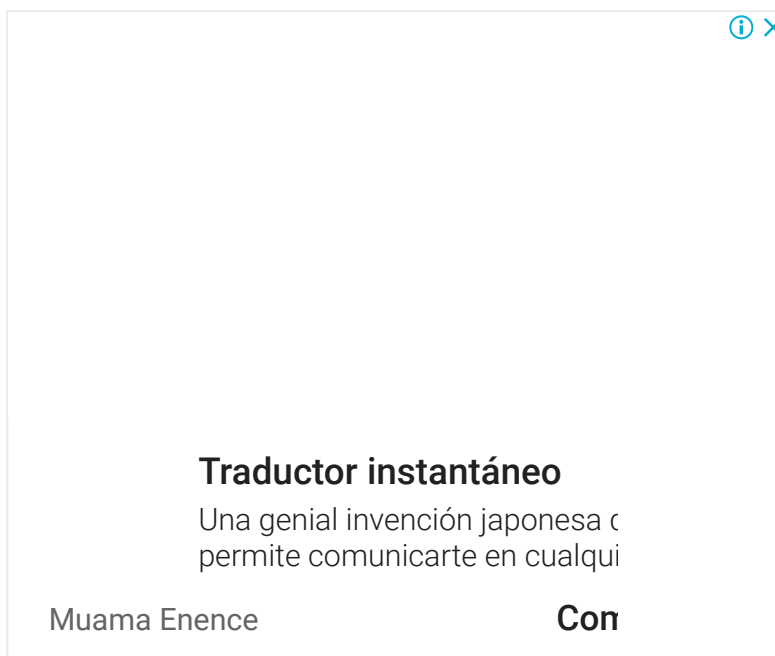 Traductor instantáneo
Una genial invención japonesa
permite comunicarte en
Muama Enence